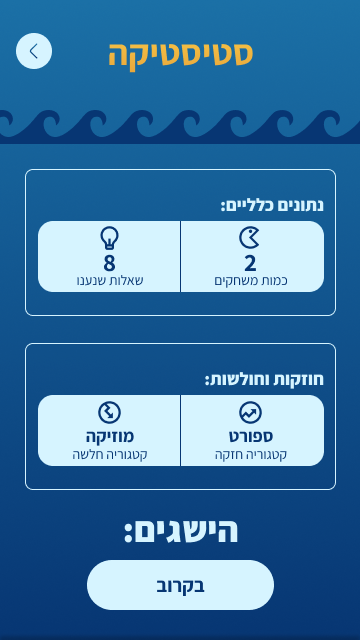 סטיסטיקה
נתונים כלליים:
2
כמות משחקים
8
שאלות שנענו
חוזקות וחולשות:
ספורט
קטגוריה חזקה
מוזיקה
קטגוריה חלשה
הישגים:
בקרוב